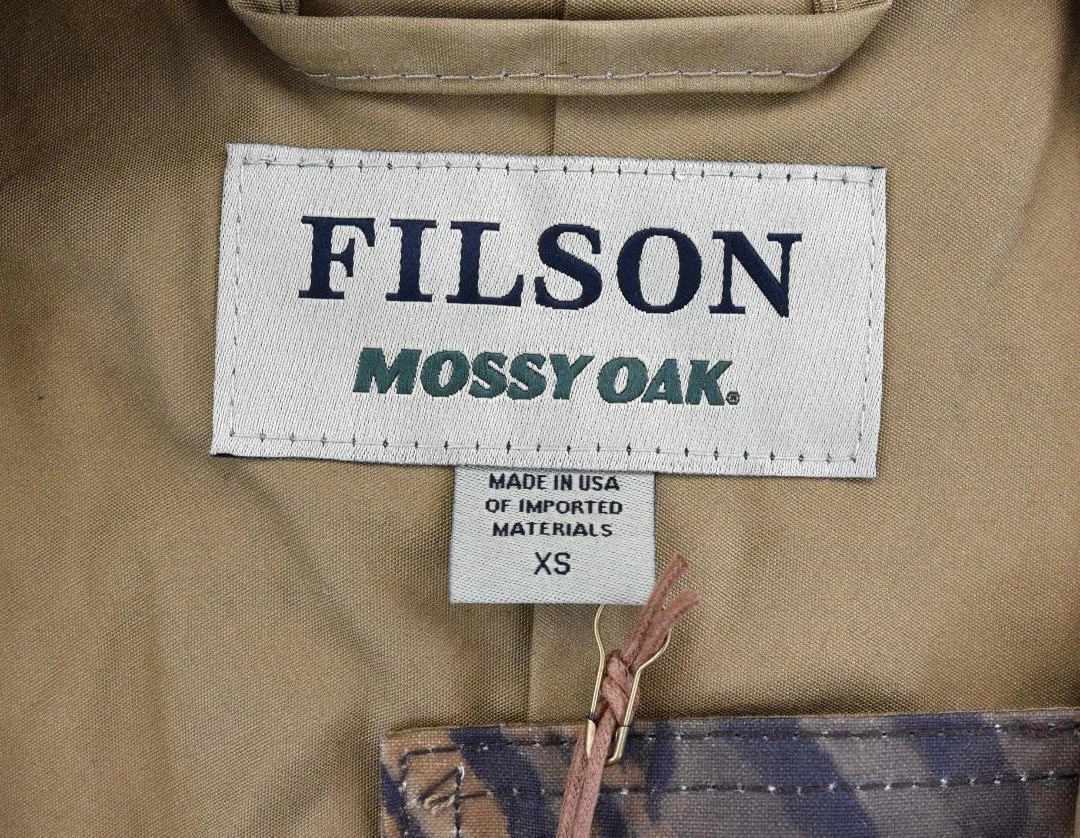 FILSON
MOSSY OAK®
MADE IN USA
OF IMPORTED
MATERIALS
XS